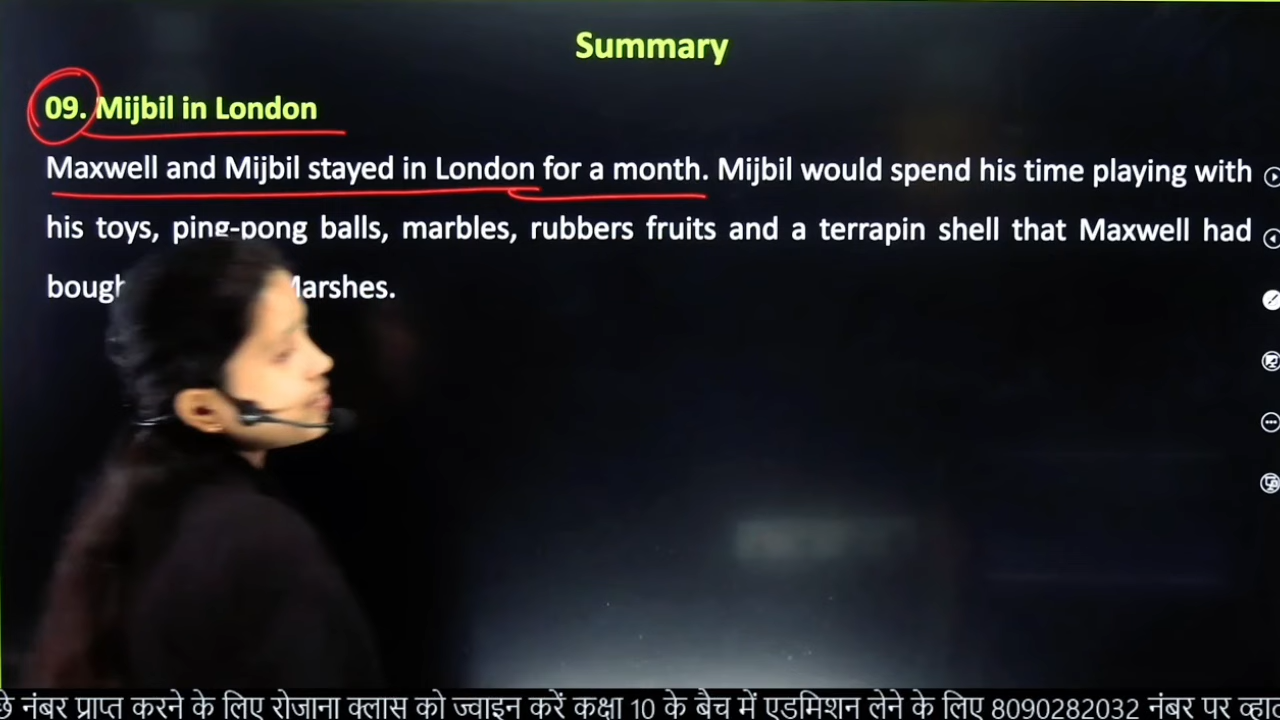 Summary
09. Mijbil in London
Maxwell and Mijbil stayed in London for a month. Mijbil would spend his time playing with
his toys, ping-pong balls, marbles, rubbers fruits and a terrapin shell that Maxwell had
Marshes.
नंबर प्राप्त करने के लिए रोजाना क्लास को ज्वाइन करें कक्षा 10 के बैच में एडमिशन लेने के लिए 8090282032 नंबर पर